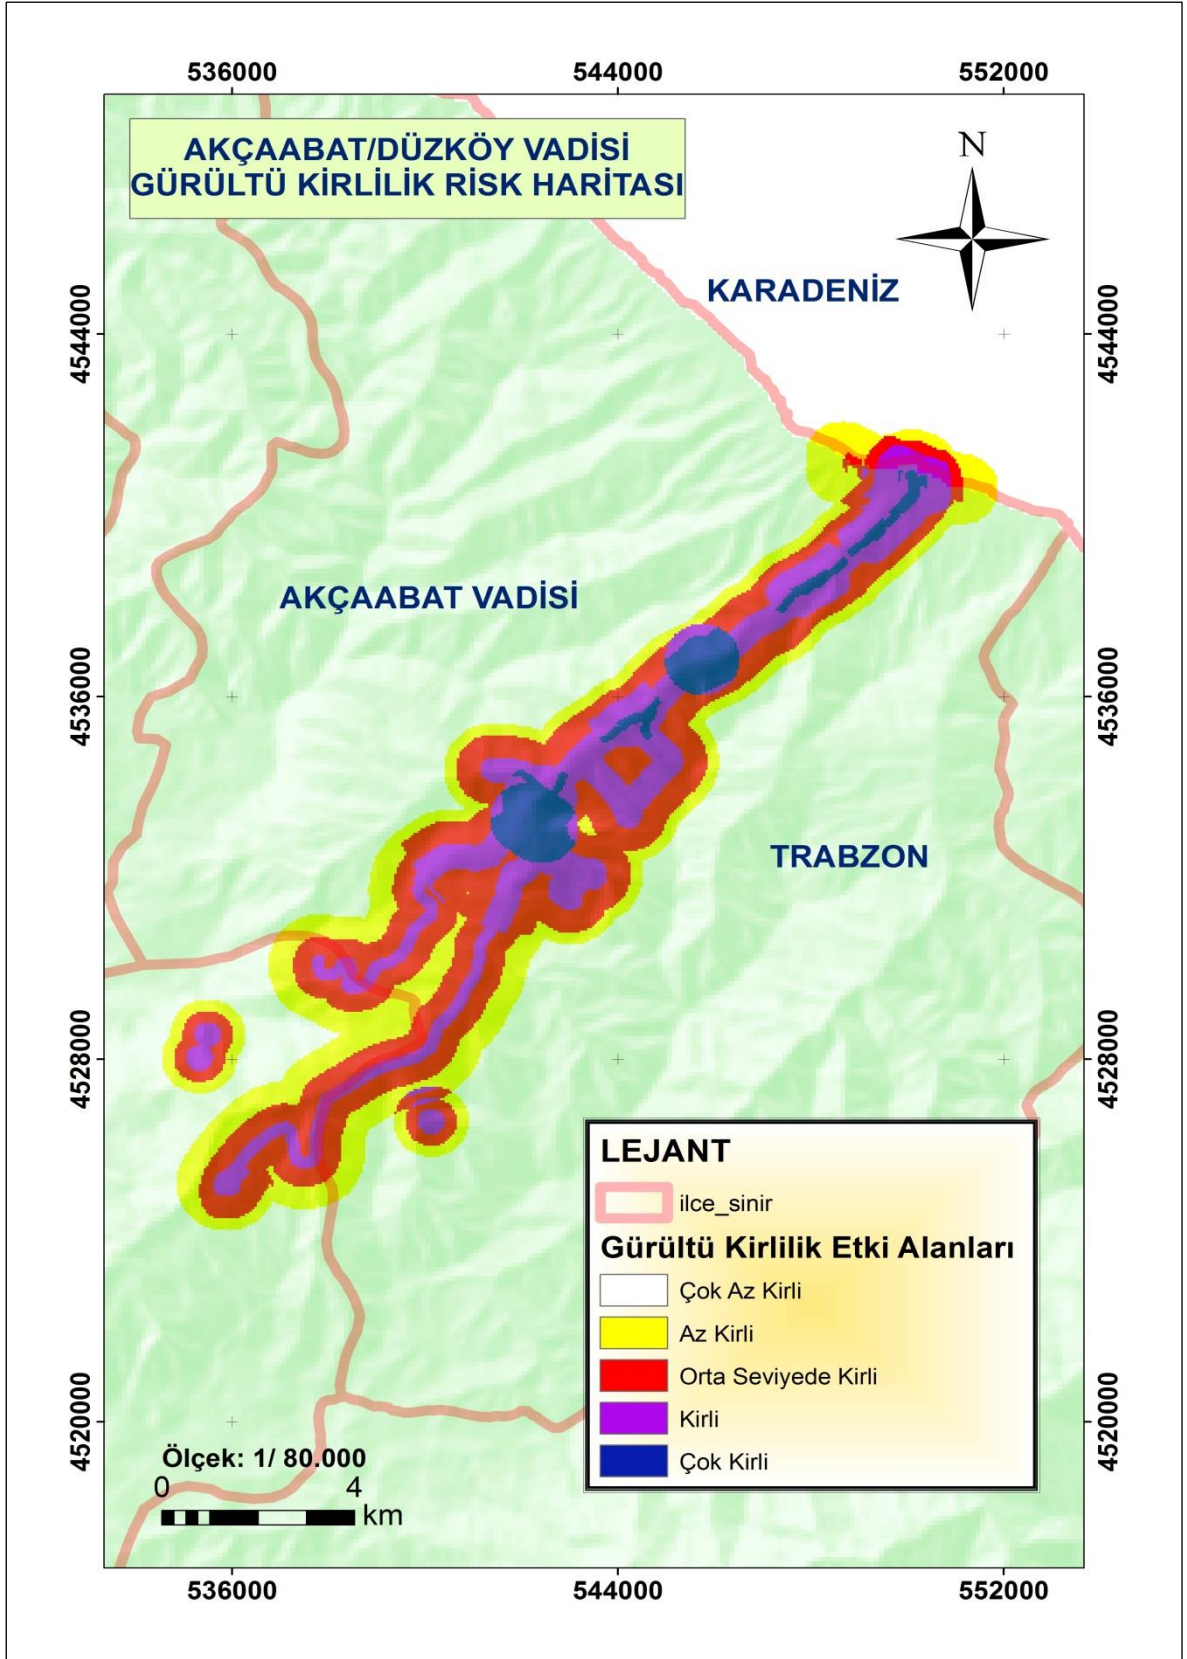 536000
544000
552000
AKÇAABAT/DÜZKÖY VADİSİ
GÜRÜLTÜ KİRLİLİK RİSK HARİTASI
N
KARADENİZ
4544000
4544000
AKÇAABAT VADİSİ
4536000
4536000
TRABZON
4528000
4528000
LEJANT
ilce_sinir
Gürültü Kirlilik Etki Alanları
Çok Az Kirli
Az Kirli
Orta Seviyede Kirli
Kirli
Çok Kirli
4520000
4520000
Ölçek: 1/ 80.000
0 4
km
536000
544000
552000